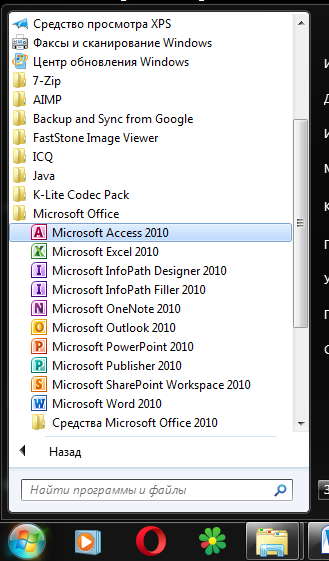 Средство просмотра XPS
Факсы и сканирование Windows
Центр обновления Windows
7-Zip
AIMP
Backup and Sync from Google
FastStone Image Viewer
ICQ
Java
K-Lite Codec Pack
Microsoft Office
Microsoft Access 2010
Microsoft Excel 2010
Microsoft InfoPath Designer 2010
Microsoft InfoPath Filler 2010
Microsoft OneNote 2010
Microsoft Outlook 2010
Microsoft PowerPoint 2010
Microsoft Publisher 2010
Microsoft SharePoint Workspace 2010
Microsoft Word 2010
Средства Microsoft Office 2010
Назад
Найти программы и файлы